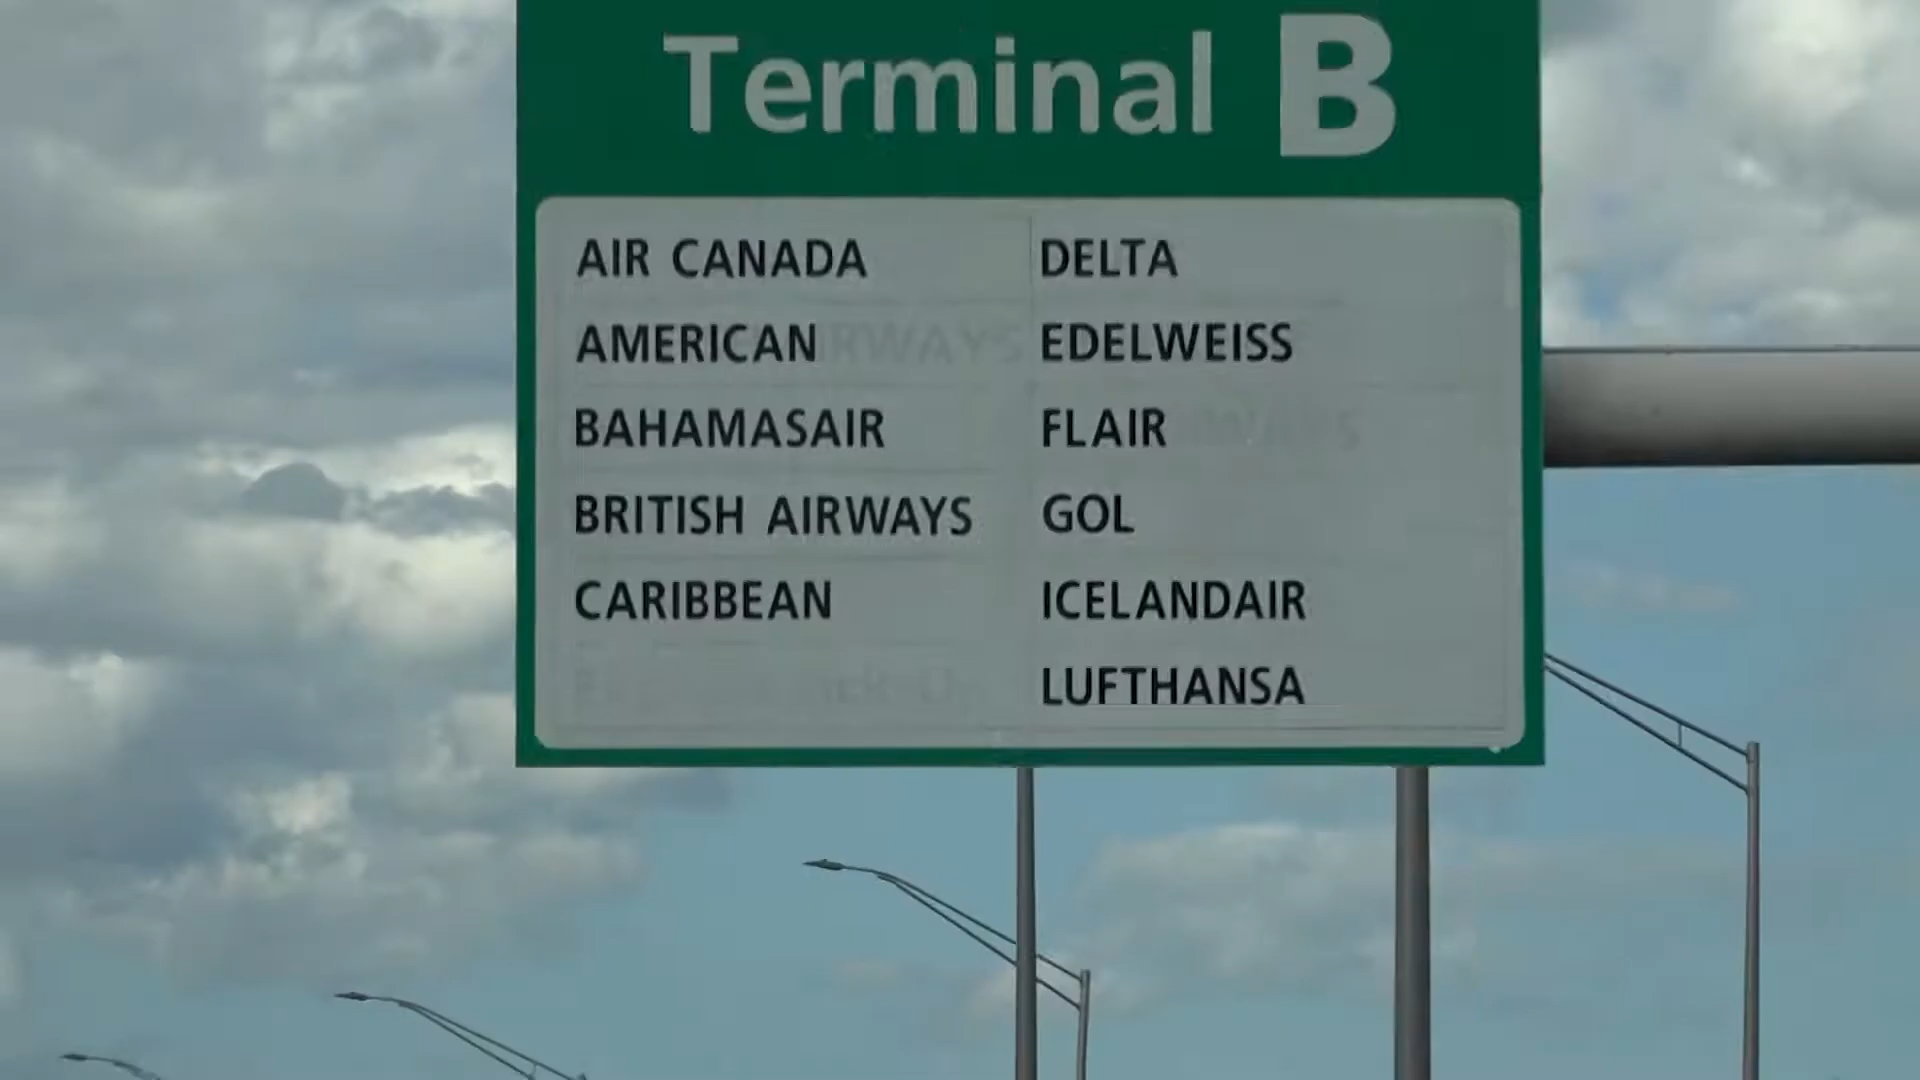 Terminal B
AIR CANADA
AMERICAN
BAHAMASAIR
BRITISH AIRWAYS
CARIBBEAN
DELTA
EDELWEISS
FLAIR
GOL
ICELANDAIR
LUFTHANSA